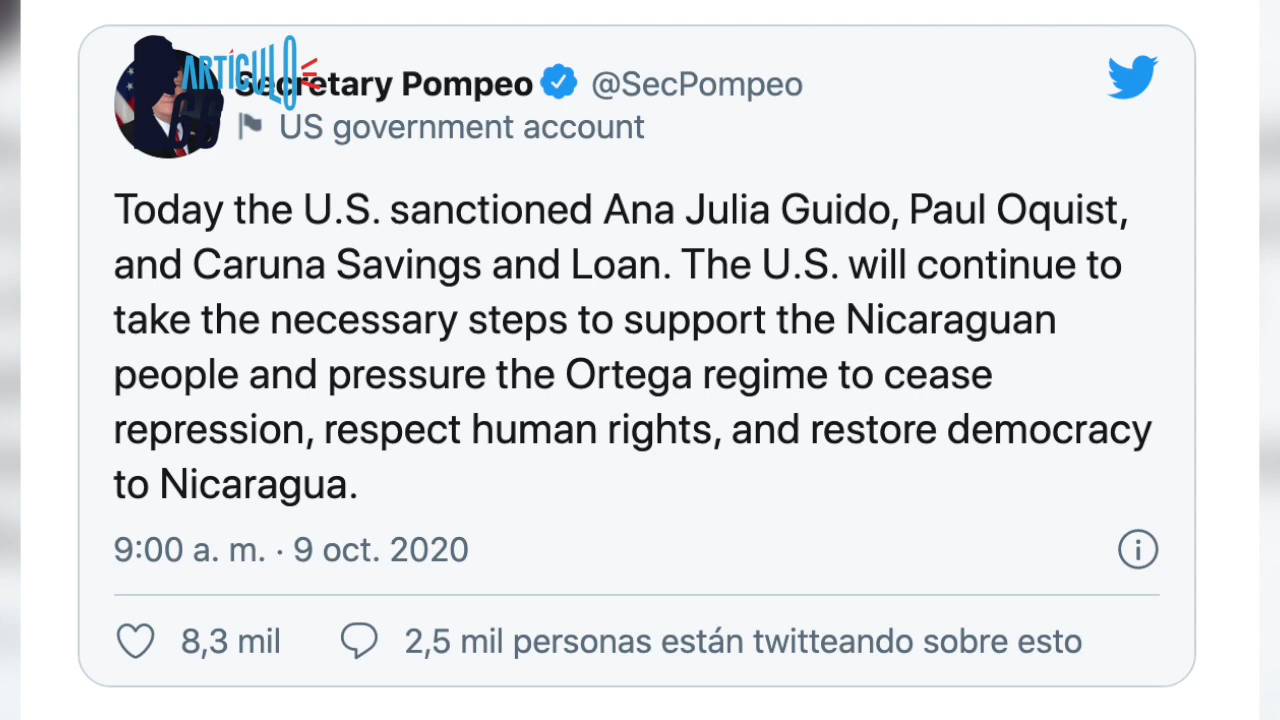 ARTÍCULO
66
Secretary Pompeo @SecPompeo
US government account
Today the U.S. sanctioned Ana Julia Guido, Paul Oquist,
and Caruna Savings and Loan. The U.S. will continue to
take the necessary steps to support the Nicaraguan
people and pressure the Ortega regime to cease
repression, respect human rights, and restore democracy
to Nicaragua.
9:00 a. m. · 9 oct. 2020
8,3 mil 2,5 mil personas están twitteando sobre esto